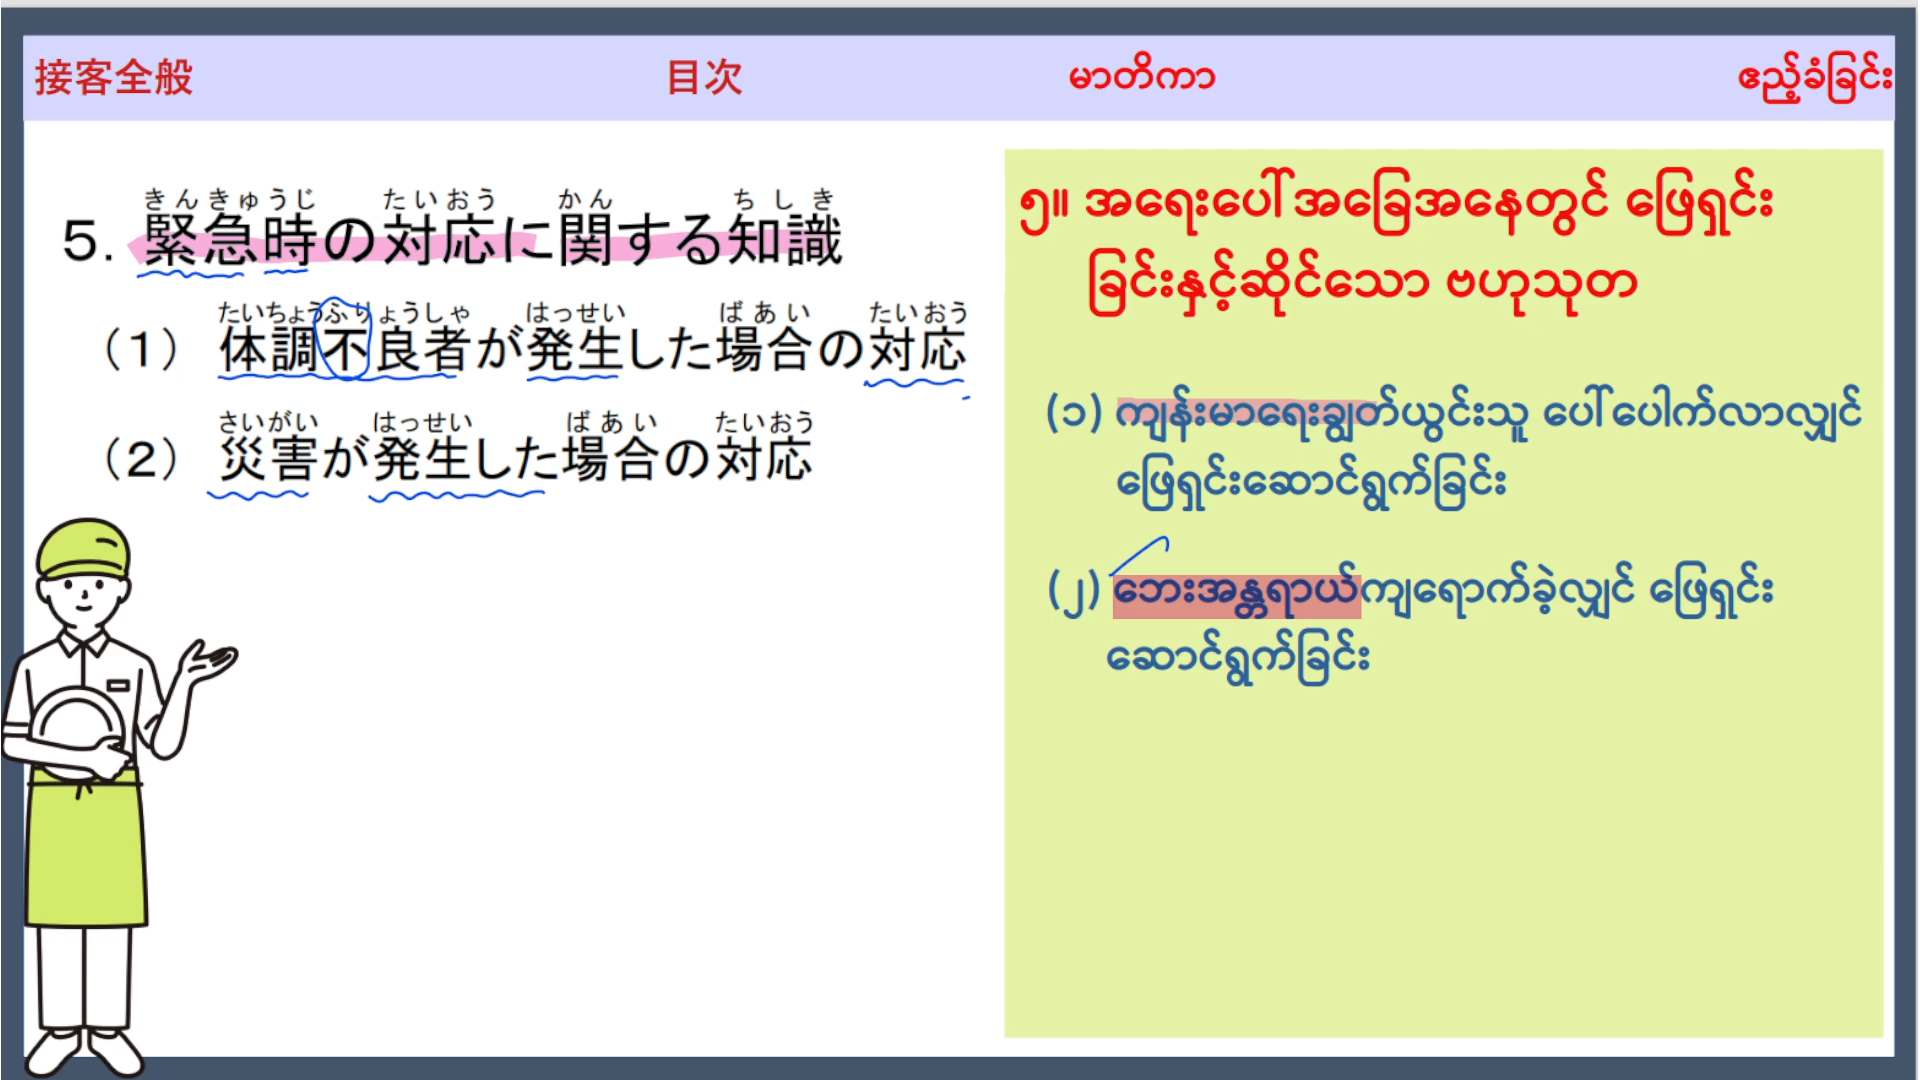 接客全般 目次 မာတိကာ ဧည့်ခံခြင်း
きんきゅうじ たいおう かん ちしき
5. 緊急時の対応に関する知識
たいちょうふりょうしゃ はっせい ばあい たいおう
（1） 体調不良者が発生した場合の対応
さいがい はっせい ばあい たいおう
（2） 災害が発生した場合の対応
၅။ အရေးပေါ်အခြေအနေတွင် ဖြေရှင်း
ခြင်းနှင့်ဆိုင်သော ဗဟုသုတ
(၁) ကျန်းမာရေးချွတ်ယွင်းသူ ပေါ်ပေါက်လာလျှင်
ဖြေရှင်းဆောင်ရွက်ခြင်း
(၂) ဘေးအန္တရာယ်ကျရောက်ခဲ့လျှင် ဖြေရှင်း
ဆောင်ရွက်ခြင်း